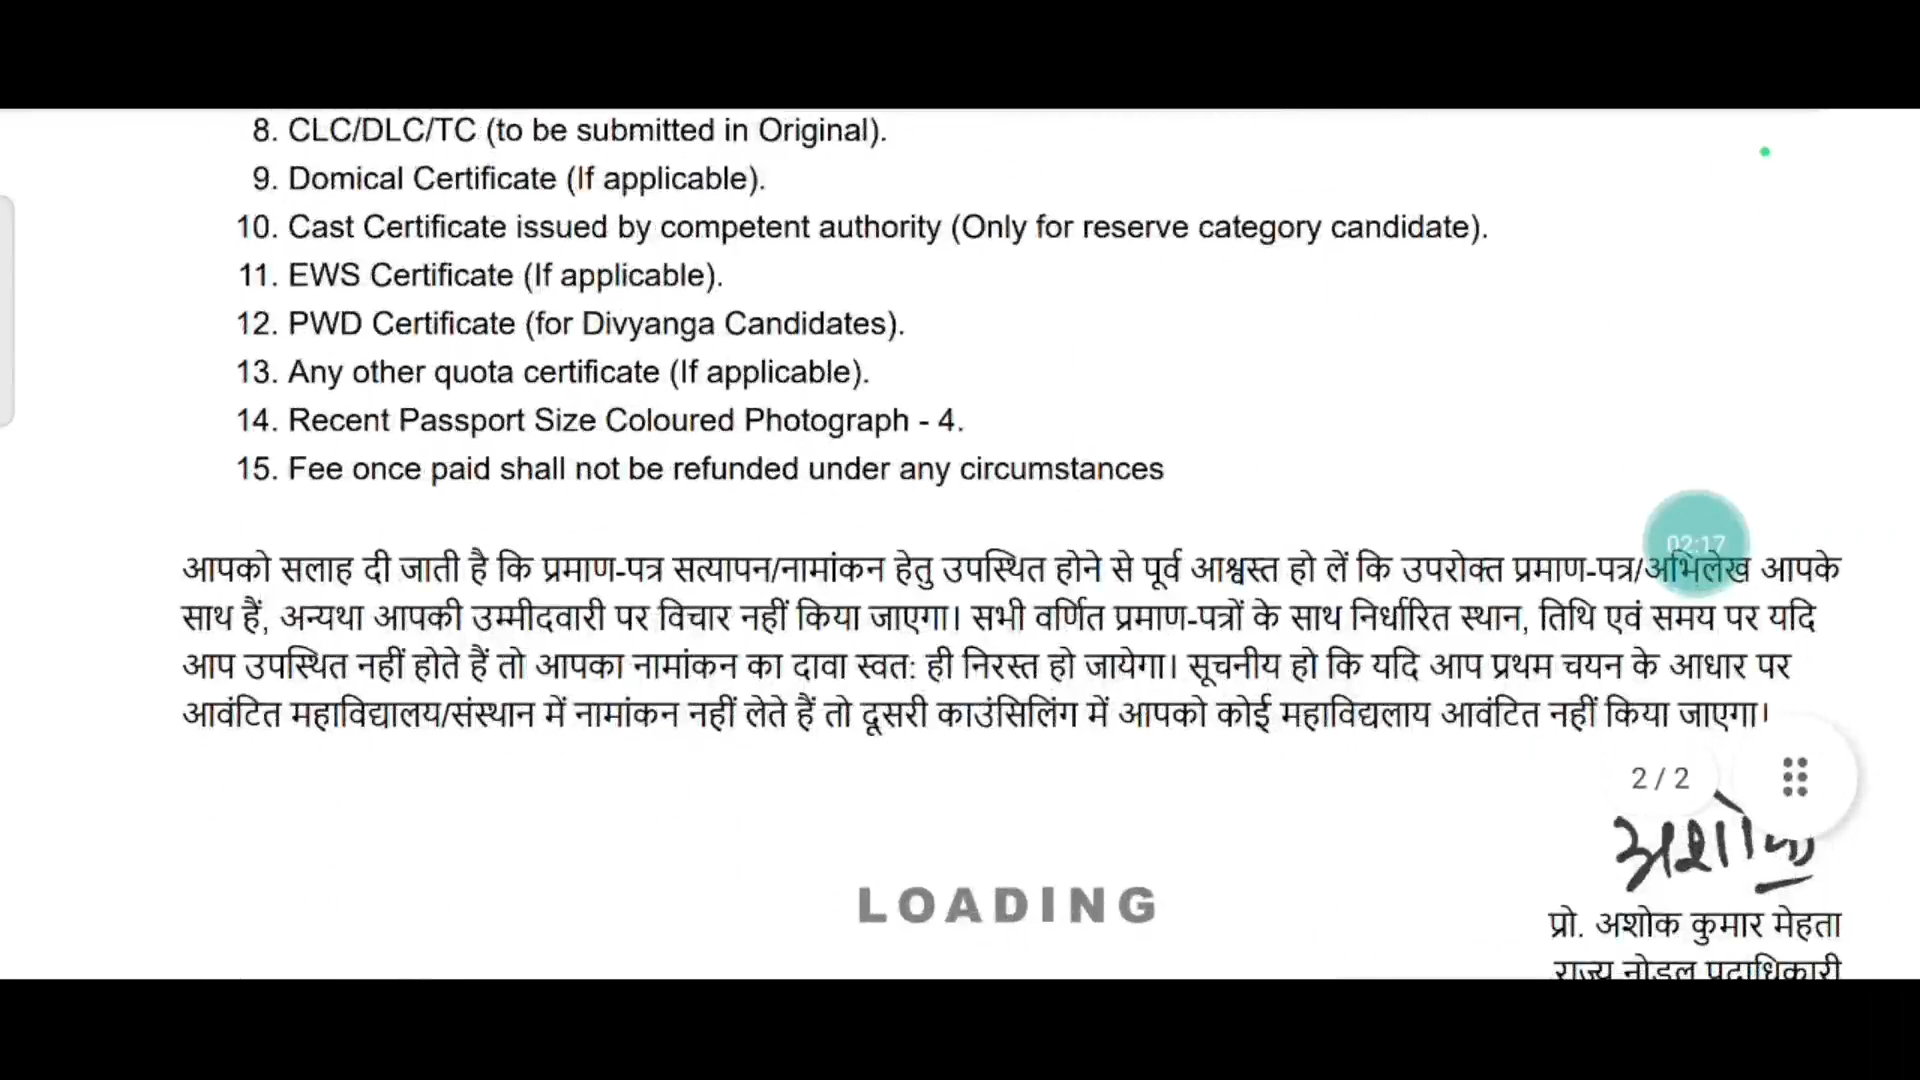 8. CLC/DLC/TC (to be submitted in Original).
9. Domical Certificate (If applicable).
10. Cast Certificate issued by competent authority (Only for reserve category candidate).
11. EWS Certificate (If applicable).
12. PWD Certificate (for Divyanga Candidates).
13. Any other quota certificate (If applicable).
14. Recent Passport Size Coloured Photograph - 4.
15. Fee once paid shall not be refunded under any circumstances
02:17
आपको सलाह दी जाती है कि प्रमाण-पत्र सत्यापन/नामांकन हेतु उपस्थित होने से पूर्व आश्वस्त हो लें कि उपरोक्त प्रमाण-पत्र/अभिलेख आपके
साथ हैं, अन्यथा आपकी उम्मीदवारी पर विचार नहीं किया जाएगा। सभी वर्णित प्रमाण-पत्रों के साथ निर्धारित स्थान, तिथि एवं समय पर यदि
आप उपस्थित नहीं होते हैं तो आपका नामांकन का दावा स्वत: ही निरस्त हो जायेगा। सूचनीय हो कि यदि आप प्रथम चयन के आधार पर
आवंटित महाविद्यालय/संस्थान में नामांकन नहीं लेते हैं तो दूसरी काउंसिलिंग में आपको कोई महाविद्यलाय आवंटित नहीं किया जाएगा।
2 / 2
अशोक
LOADING
प्रो. अशोक कुमार मेहता
राज्य नोडल पदाधिकारी